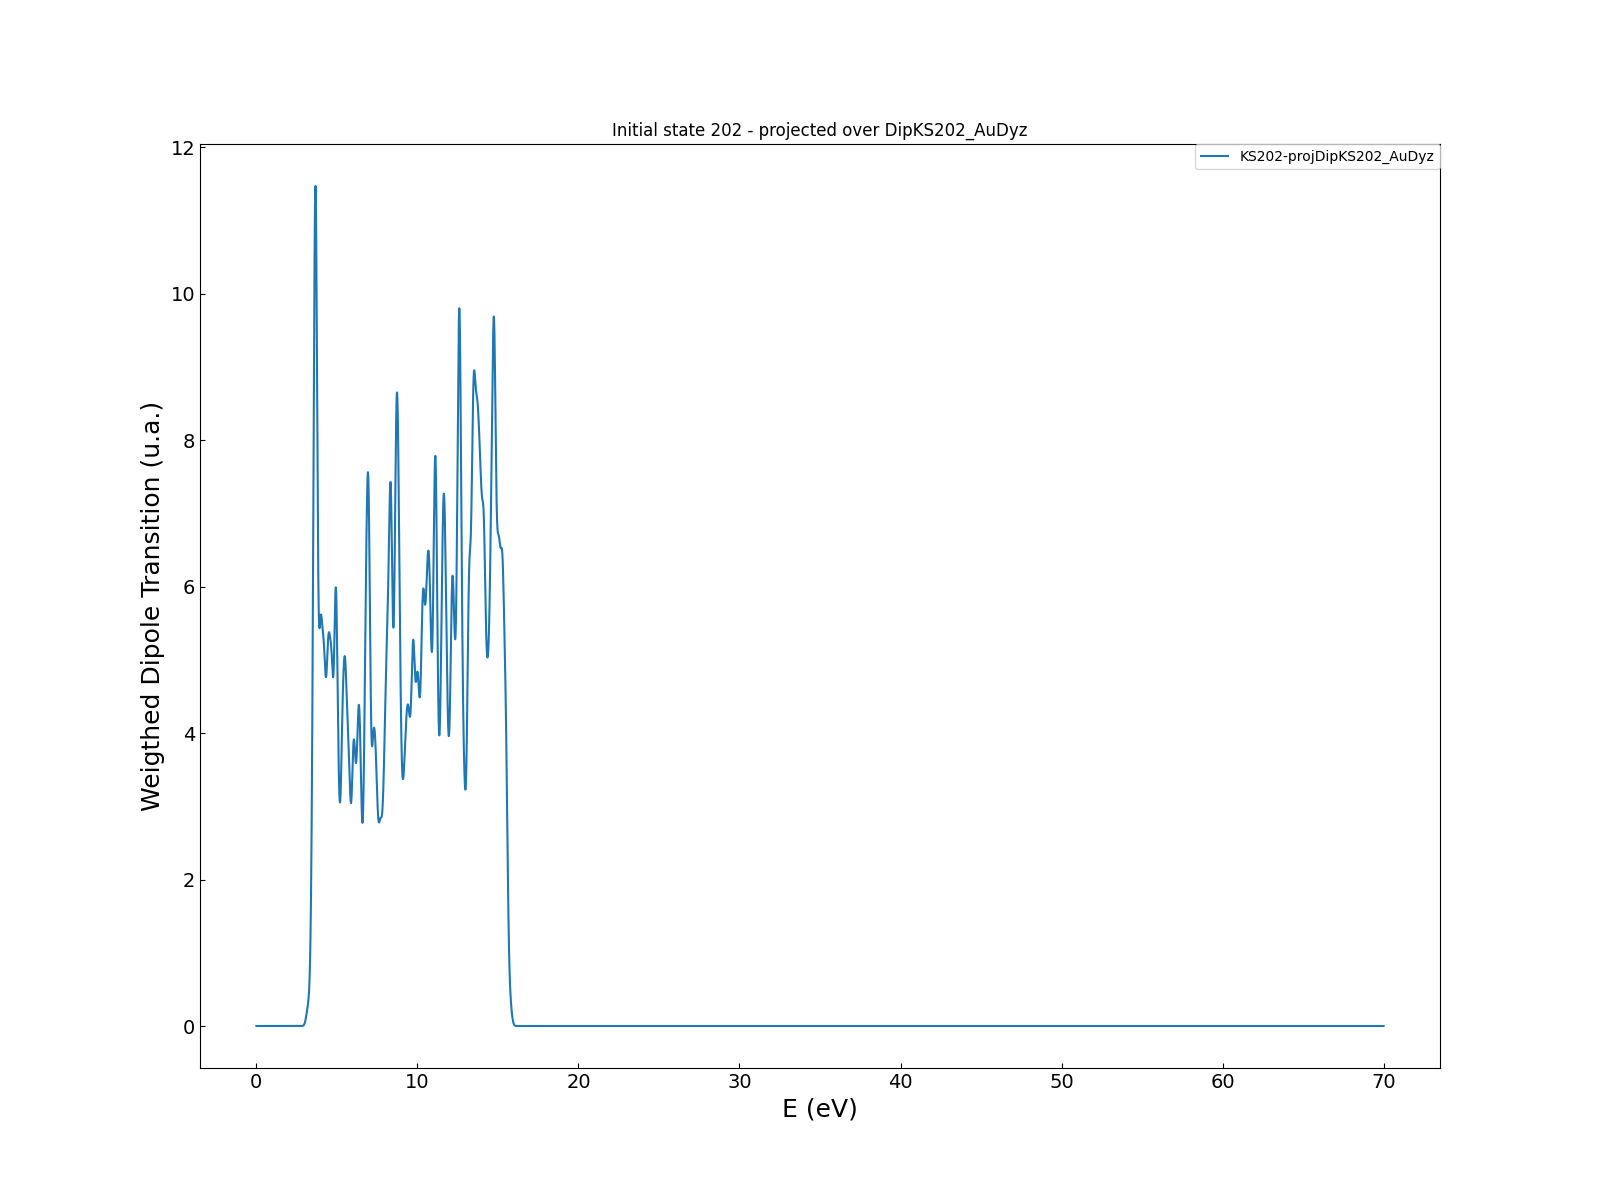 Initial state 202 - projected over DipKS202_AuDyz
KS202-projDipKS202_AuDyz
Weigthed Dipole Transition (u.a.)
12
10
8
6
4
2
0
0 10 20 30 40 50 60 70
E (eV)